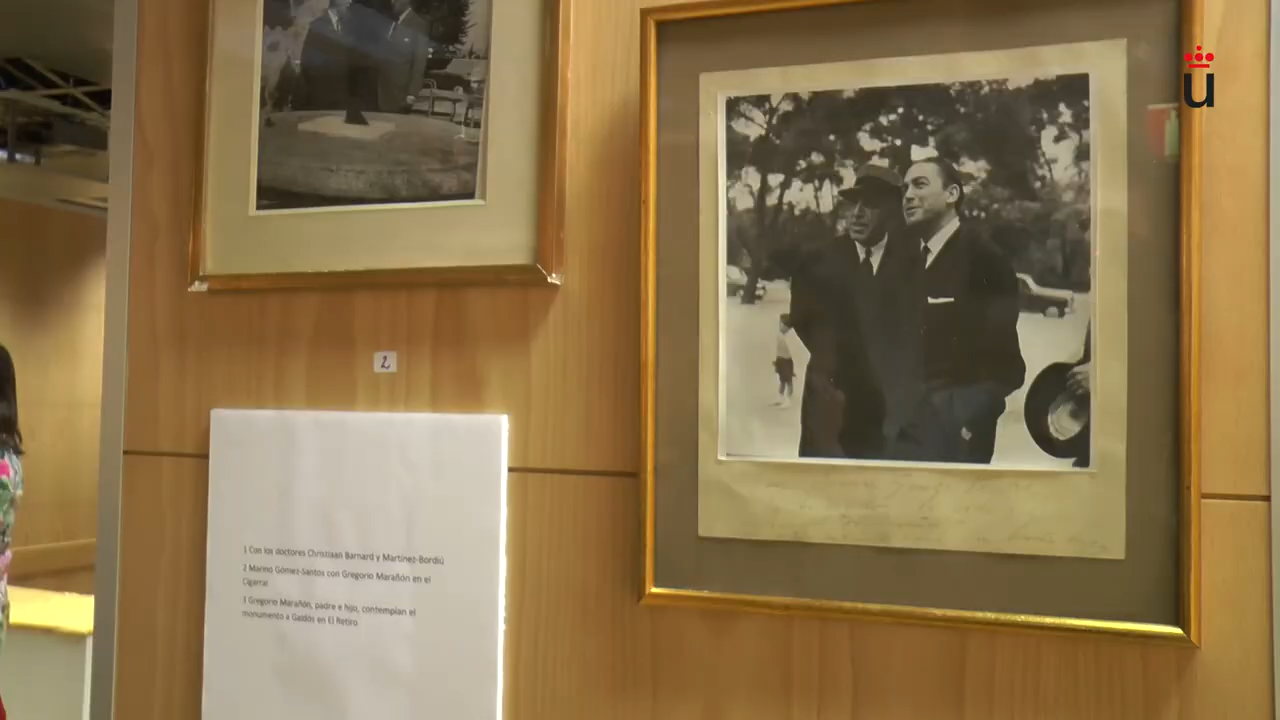 u
2
1 Con los doctores Christiaan Barnard y Martínez-Bordiú
2 Marino Gómez-Santos con Gregorio Marañón en el
Cigarral
3 Gregorio Marañón, padre e hijo, contemplan el
monumento a Galdós en El Retiro